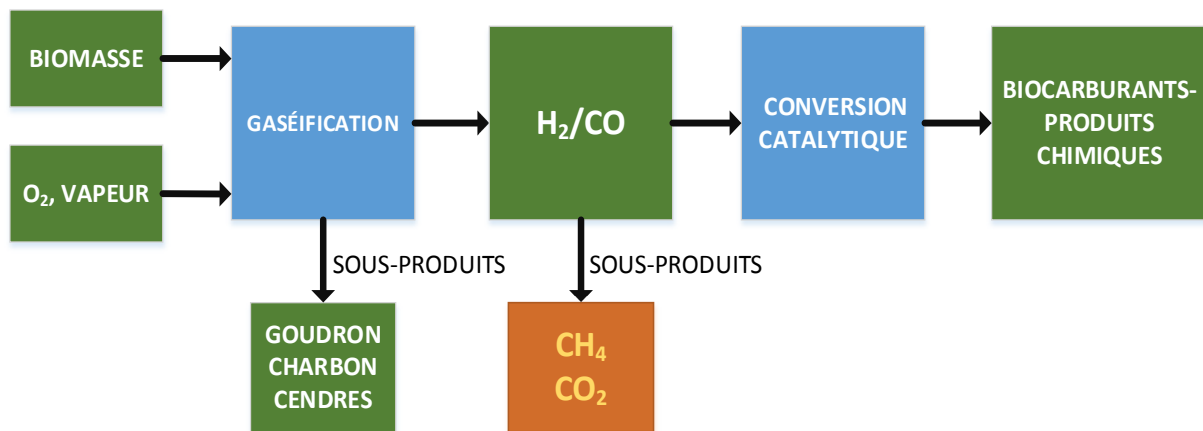 BIOMASSE
O₂, VAPEUR
GASÉIFICATION
H₂/CO
CONVERSION
CATALYTIQUE
BIOCARBURANTS-
PRODUITS
CHIMIQUES
SOUS-PRODUITS
SOUS-PRODUITS
GOUDRON
CHARBON
CENDRES
CH₄
CO₂